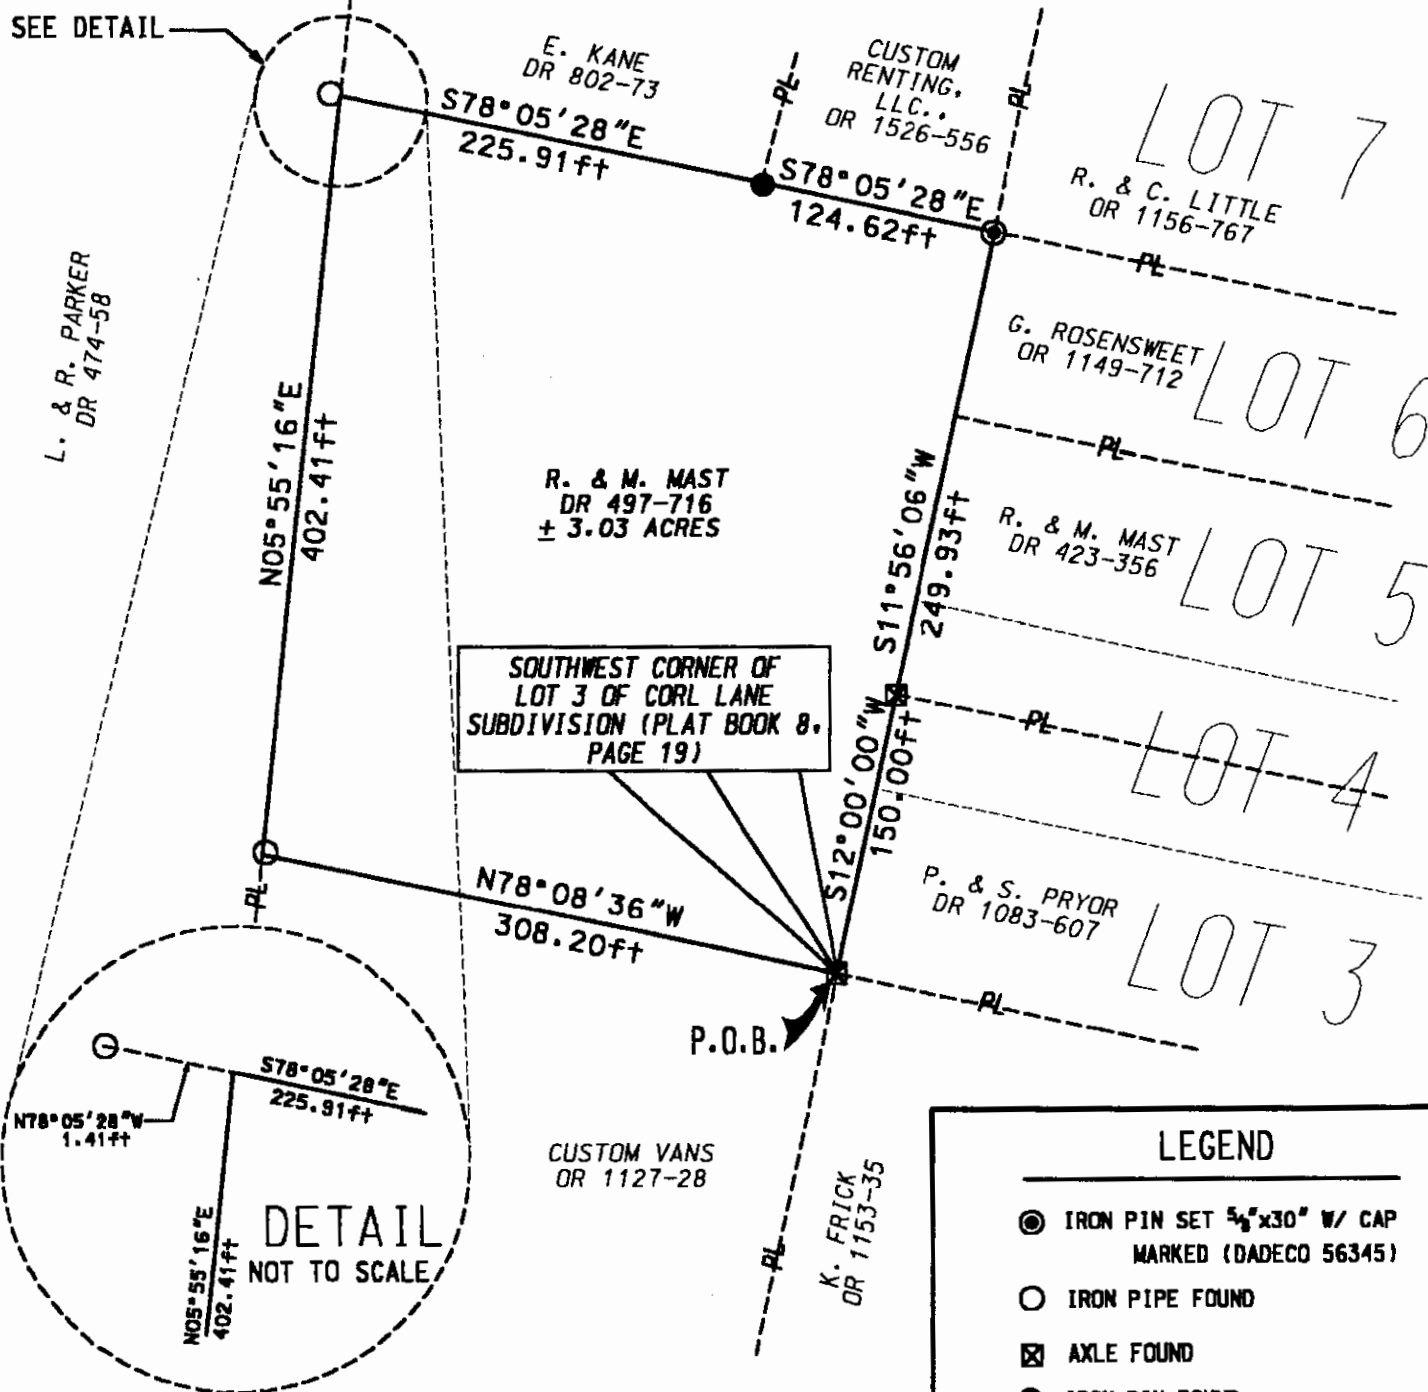 SEE DETAIL
E. KANE
DR 802-73
CUSTOM
RENTING,
LLC.,
OR 1526-556
PL
PL
LOT 7
R. & C. LITTLE
OR 1156-767
S78°05'28"E
225.91ft
S78°05'28"E
124.62ft
PL
L. & R. PARKER
DR 474-58
G. ROSENSWEET
OR 1149-712
LOT 6
PL
N05°55'16"E
402.41ft
R. & M. MAST
DR 497-716
± 3.03 ACRES
S11°56'06"W
249.93ft
R. & M. MAST
DR 423-356
LOT 5
SOUTHWEST CORNER OF
LOT 3 OF CORL LANE
SUBDIVISION (PLAT BOOK 8,
PAGE 19)
PL
LOT 4
S12°00'00"W
150.00ft
P. & S. PRYOR
DR 1083-607
LOT 3
PL
N78°08'36"W
308.20ft
PL
P.O.B.
S78°05'28"E
225.91ft
N78°05'28"W
1.41ft
N05°55'16"E
402.41ft
DETAIL
NOT TO SCALE
CUSTOM VANS
OR 1127-28
PL
K. FRICK
OR 1153-35
LEGEND
IRON PIN SET 5/8"x30" W/ CAP
MARKED (DADECO 56345)
IRON PIPE FOUND
AXLE FOUND